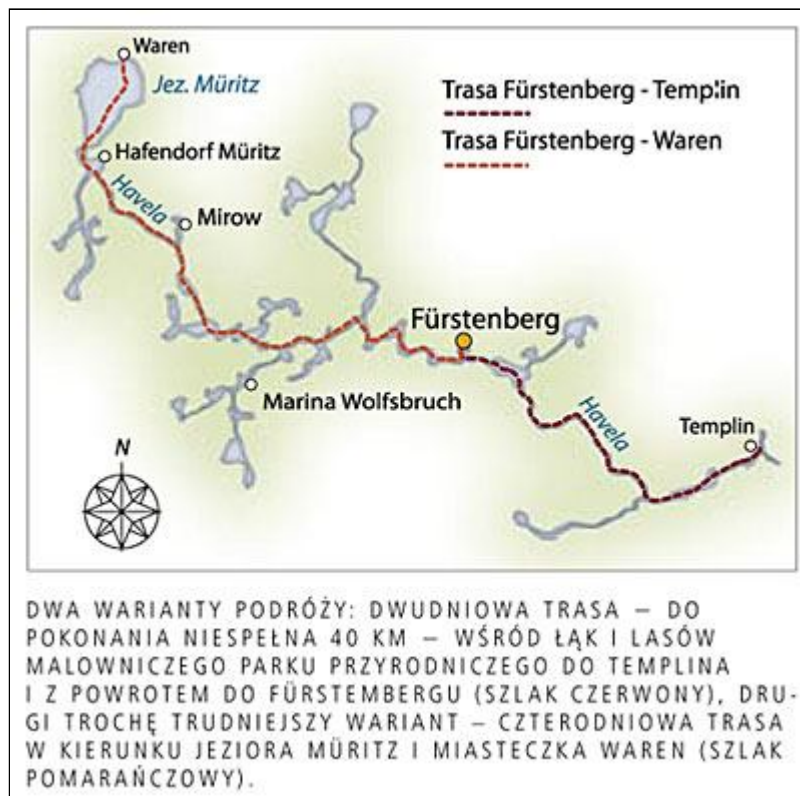 Waren
Jez. Müritz
Trasa Fürstenberg - Templin
Trasa Fürstenberg - Waren
Hafendorf Müritz
Havela
Mirow
Fürstenberg
Marina Wolfsbruch
Havela
Templin
N
DWA WARIANTY PODRÓŻY: DWUDNIOWA TRASA – DO
POKONANIA NIESPEŁNA 40 KM – WŚRÓD ŁĄK I LASÓW
MALOWNICZEGO PARKU PRZYRODNICZEGO DO TEMPLINA
I Z POWROTEM DO FÜRSTEMBERGU (SZLAK CZERWONY), DRU-
GI TROCHĘ TRUDNIEJSZY WARIANT – CZTERODNIOWA TRASA
W KIERUNKU JEZIORA MÜRITZ I MIASTECZKA WAREN (SZLAK
POMARAŃCZOWY).